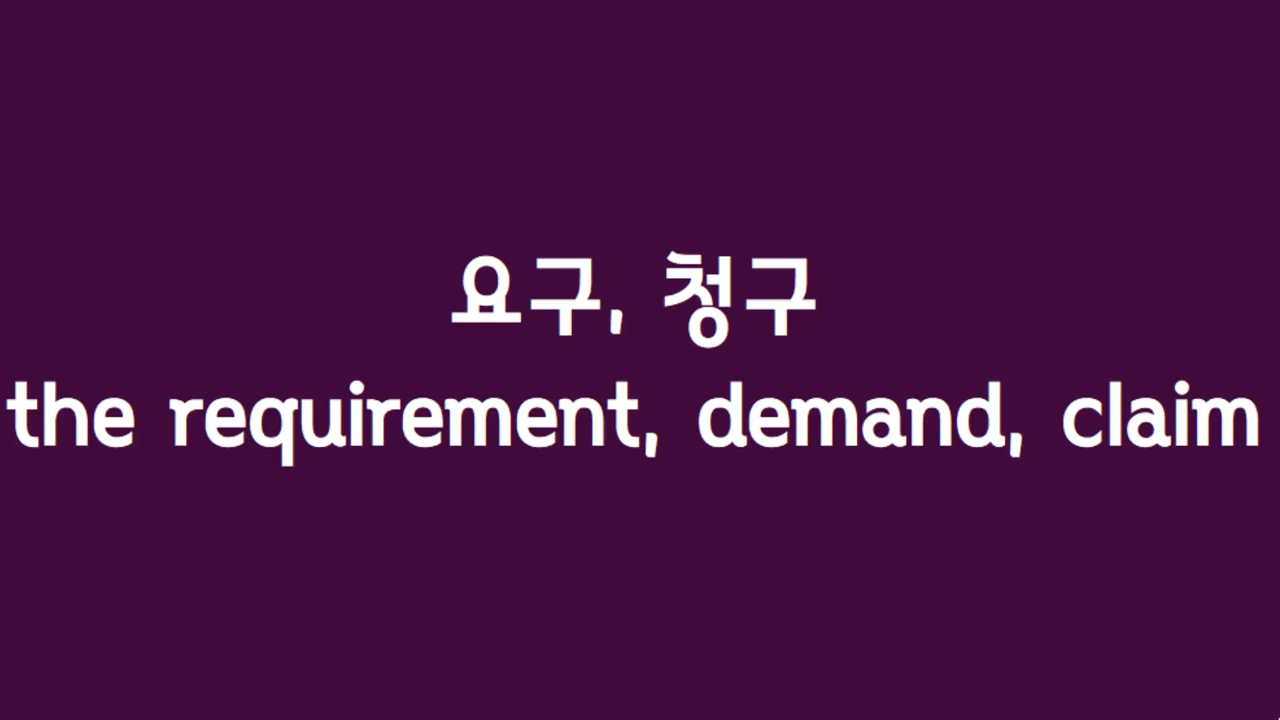 요구, 청구
the requirement, demand, claim